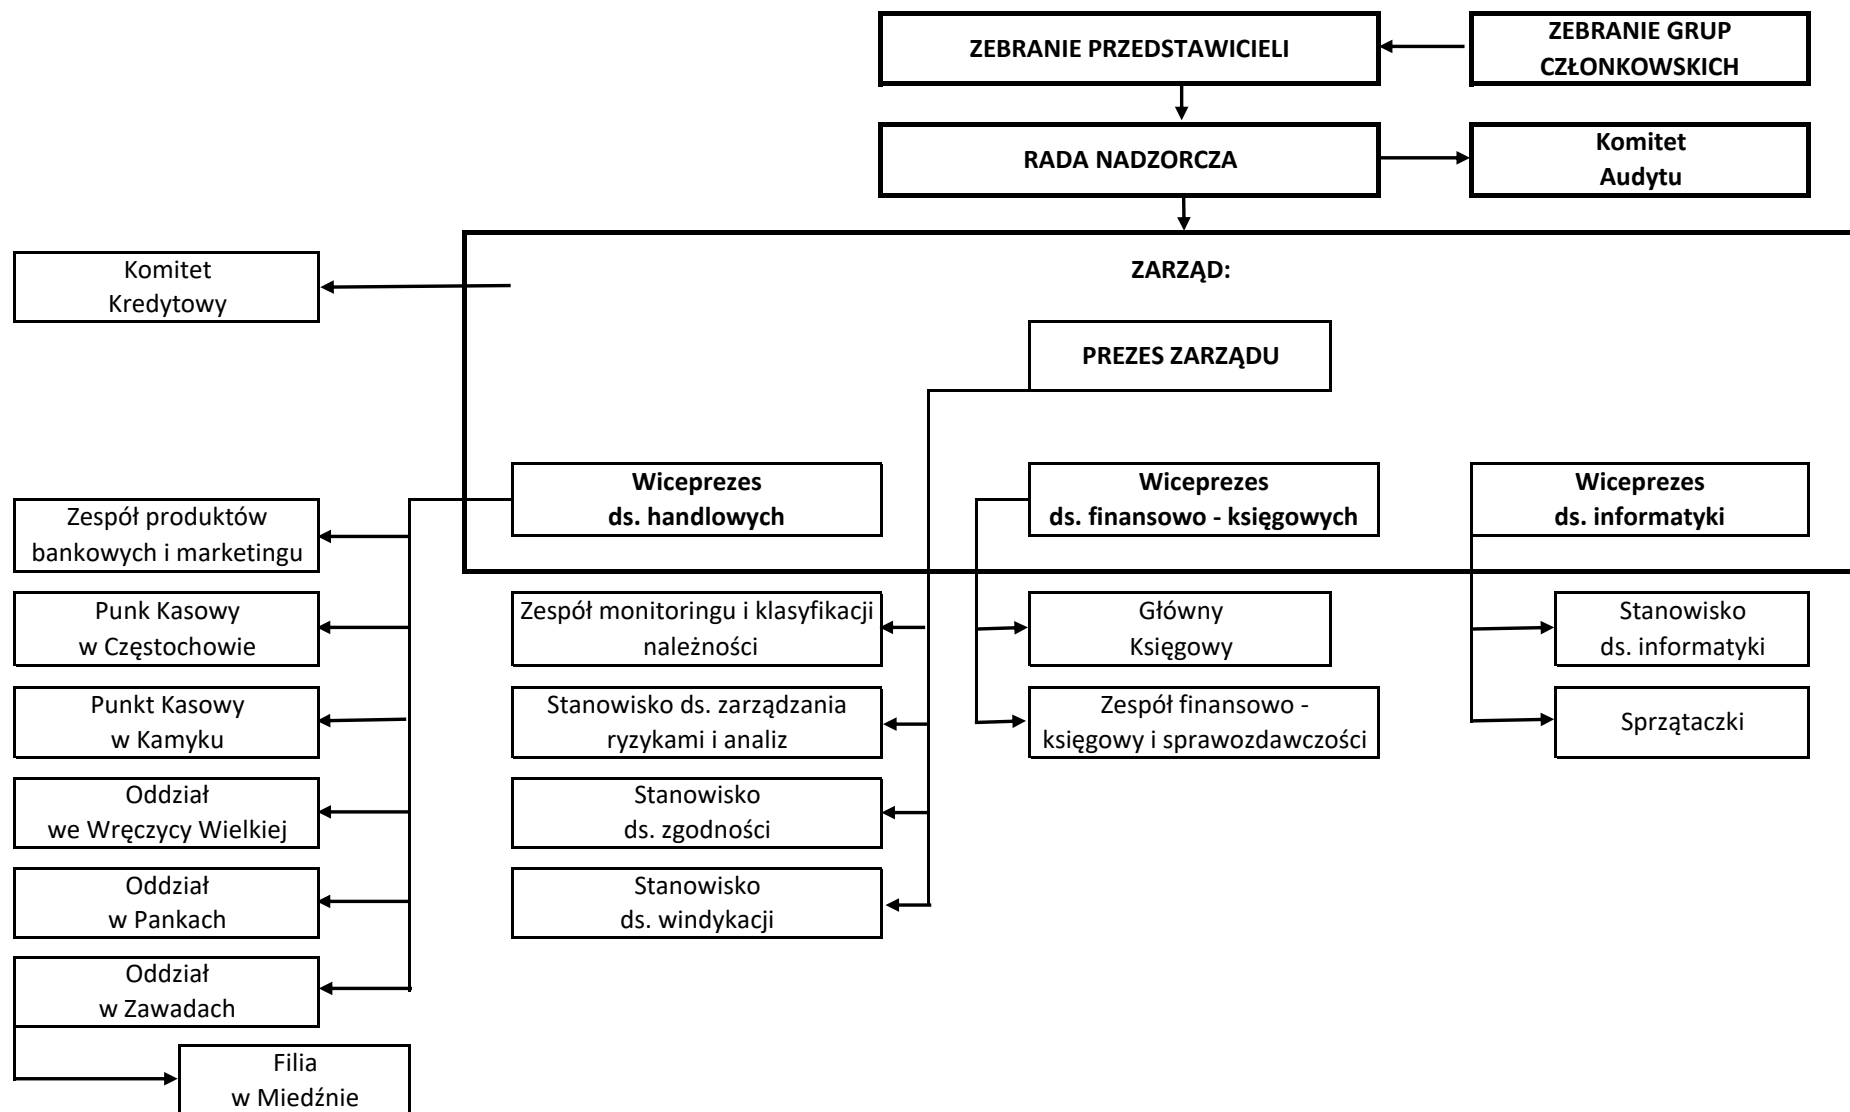 ZEBRANIE PRZEDSTAWICIELI
ZEBRANIE GRUP
CZŁONKOWSKICH
RADA NADZORCZA
Komitet
Audytu
Komitet
Kredytowy
ZARZĄD:
PREZES ZARZĄDU
Wiceprezes
ds. handlowych
Wiceprezes
ds. finansowo - księgowych
Wiceprezes
ds. informatyki
Zespół produktów
bankowych i marketingu
Punk Kasowy
w Częstochowie
Zespół monitoringu i klasyfikacji
należności
Główny
Księgowy
Stanowisko
ds. informatyki
Punkt Kasowy
w Kamyku
Stanowisko ds. zarządzania
ryzykami i analiz
Zespół finansowo -
księgowy i sprawozdawczości
Sprzątaczki
Oddział
we Wręczycy Wielkiej
Stanowisko
ds. zgodności
Oddział
w Pankach
Stanowisko
ds. windykacji
Oddział
w Zawadach
Filia
w Miedźnie